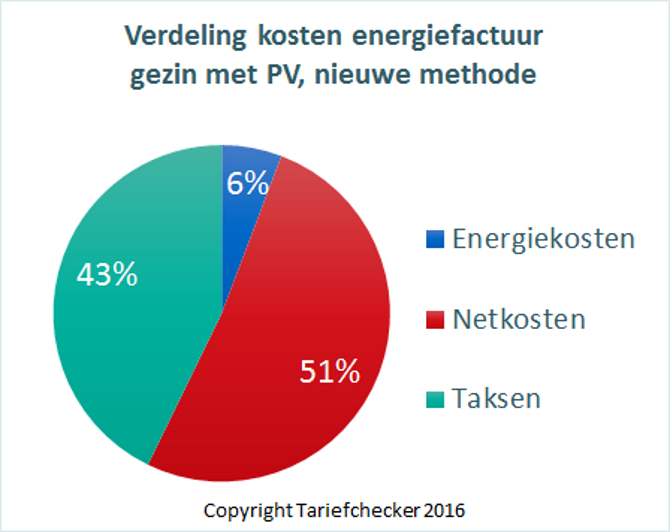 Verdeling kosten energiefactuur
gezin met PV, nieuwe methode
6%
Energiekosten
43%
Netkosten
51%
Taksen
Copyright Tariefchecker 2016